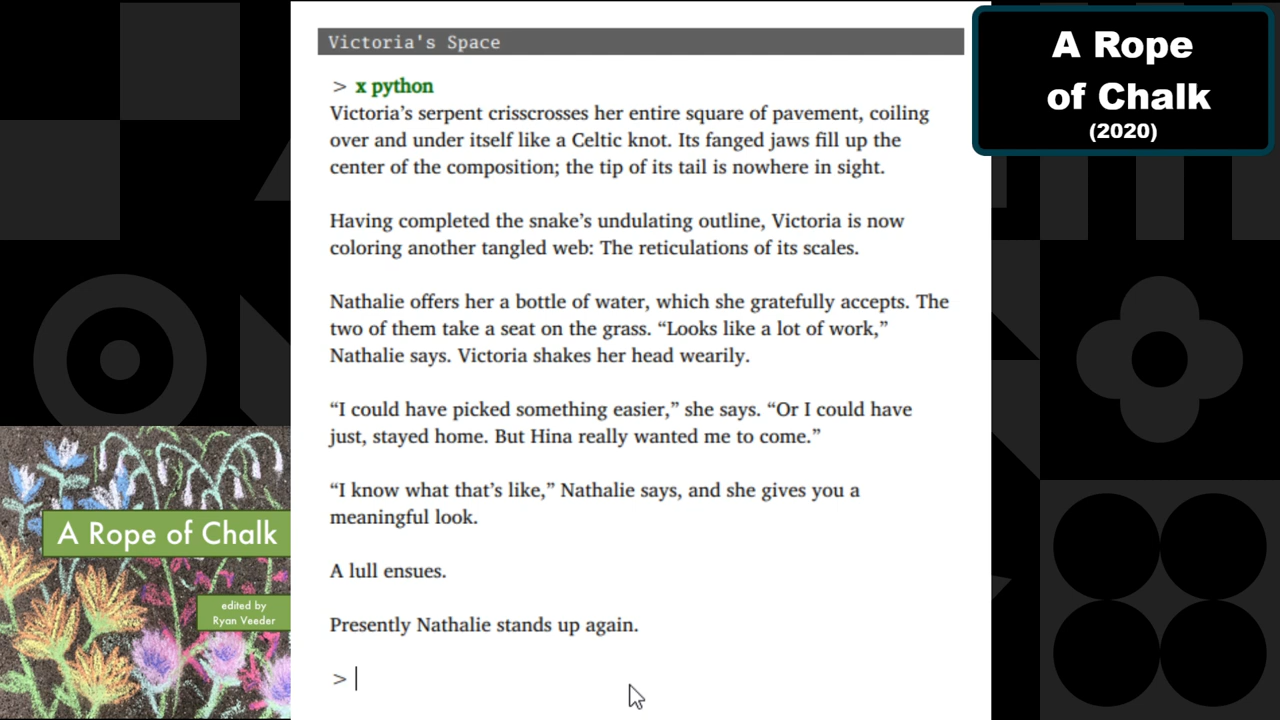 Victoria's Space
> x python
Victoria’s serpent crisscrosses her entire square of pavement, coiling
over and under itself like a Celtic knot. Its fanged jaws fill up the
center of the composition; the tip of its tail is nowhere in sight.
Having completed the snake’s undulating outline, Victoria is now
coloring another tangled web: The reticulations of its scales.
Nathalie offers her a bottle of water, which she gratefully accepts. The
two of them take a seat on the grass. “Looks like a lot of work,”
Nathalie says. Victoria shakes her head wearily.
“I could have picked something easier,” she says. “Or I could have
just, stayed home. But Hina really wanted me to come.”
“I know what that’s like,” Nathalie says, and she gives you a
meaningful look.
A lull ensues.
Presently Nathalie stands up again.
>
A Rope
of Chalk
(2020)
A Rope of Chalk
edited by
Ryan Veeder